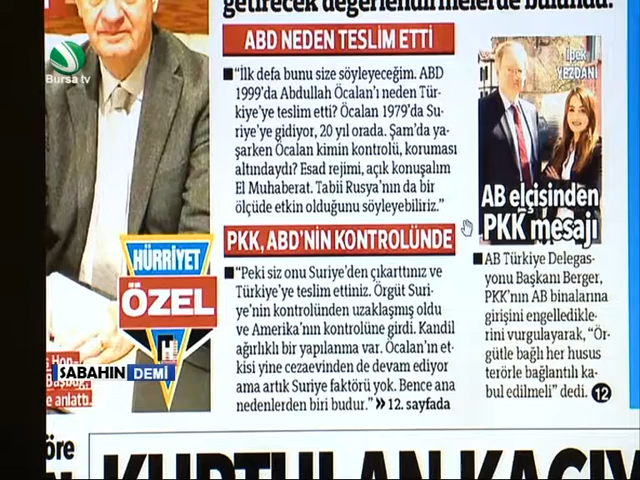 getirecek değerlendirmelerde bulundu.
Bursa tv
ABD NEDEN TESLİM ETTİ
"İlk defa bunu size söyleyeceğim. ABD
1999'da Abdullah Öcalan'ı neden Tür-
kiye'ye teslim etti? Öcalan 1979'da Su-
riye'ye gidiyor, 20 yıl orada. Şam'da ya-
şarken Öcalan kimin kontrolü, koruması
altındaydı? Esad rejimi, açık konuşalım
El Muhaberat. Tabii Rusya'nın da bir
ölçüde etkin olduğunu söyleyebiliriz."
PKK, ABD'NİN KONTROLÜNDE
"Peki siz onu Suriye'den çıkarttınız ve
Türkiye'ye teslim ettiniz. Örgüt Suri-
ye'nin kontrolünden uzaklaşmış oldu
ve Amerika'nın kontrolüne girdi. Kandil
ağırlıklı bir yapılanma var. Öcalan'ın et-
kisi yine cezaevinden de devam ediyor
ama artık Suriye faktörü yok. Bence ana
nedenlerden biri budur." 12. sayfada
İpek
YEZDANİ
AB elçisinden
PKK mesajı
AB Türkiye Delegas-
yonu Başkanı Berger,
PKK'nın AB binalarına
girişini engelledikle-
rini vurgulayarak, "Ör-
gütle bağlı her husus
terörle bağlantılı ka-
bul edilmeli" dedi. 12
HÜRRİYET
ÖZEL
H
SABAHIN DEMİ
e anlattı.
öre
KURTULAN KAÇIY